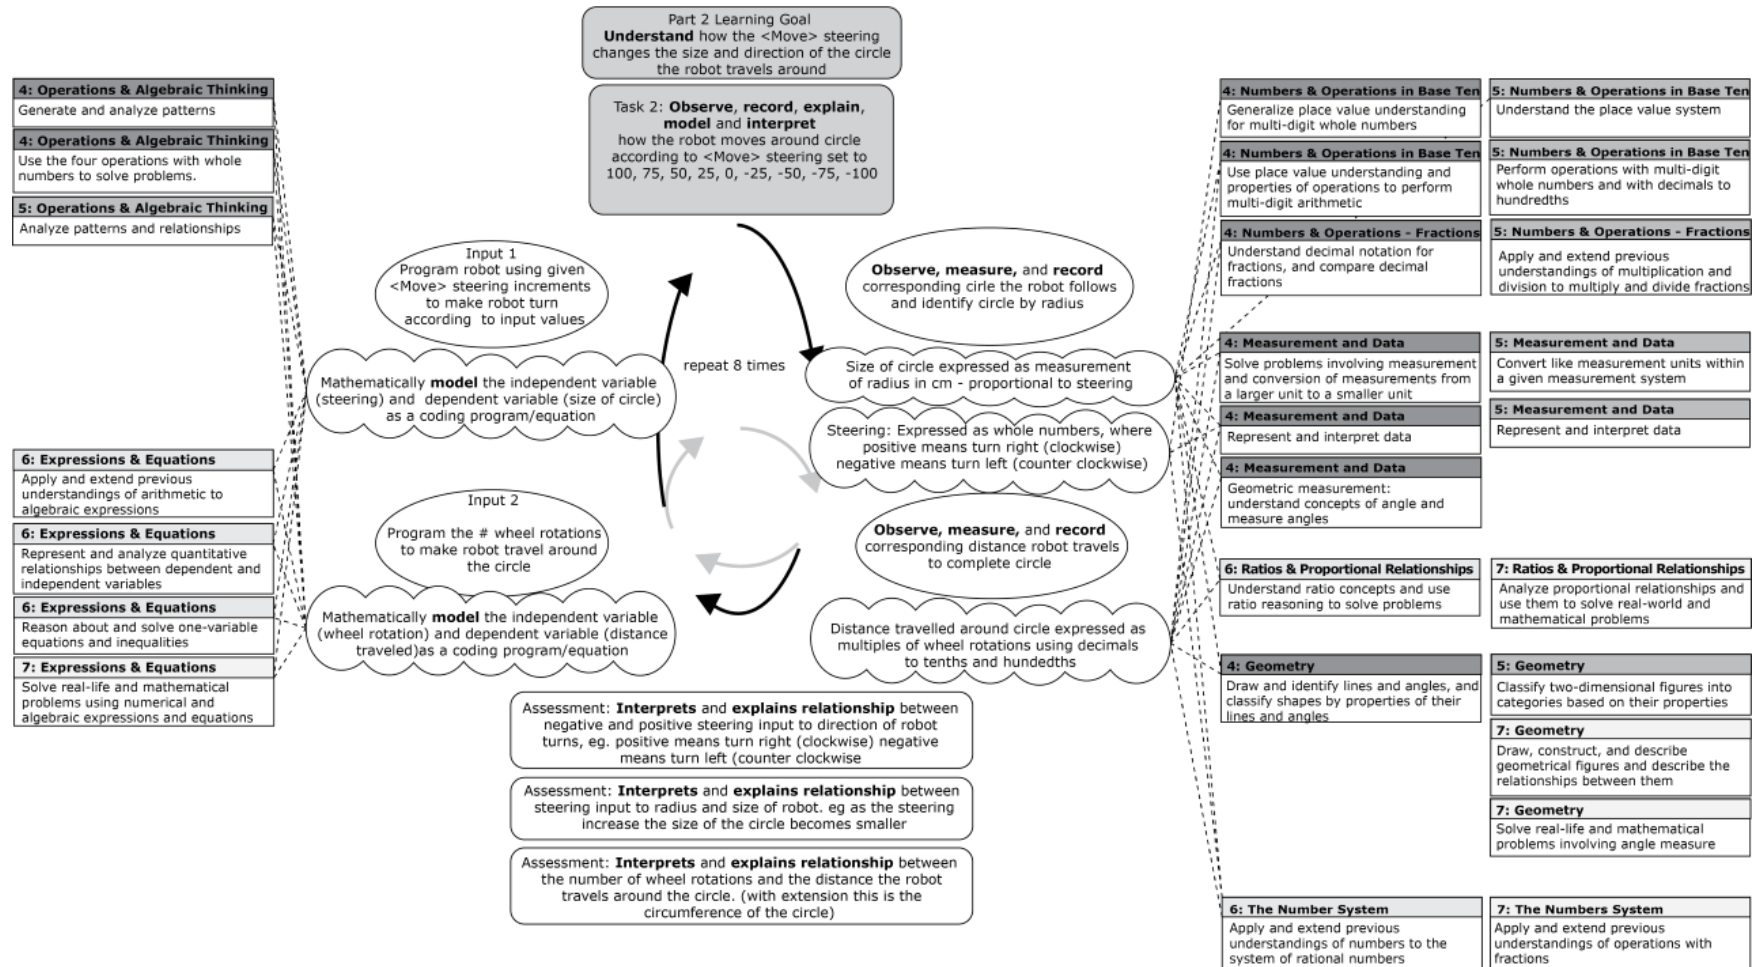 Part 2 Learning Goal
Understand how the <Move> steering
changes the size and direction of the circle
the robot travels around
Task 2: Observe, record, explain,
model and interpret
how the robot moves around circle
according to <Move> steering set to
100, 75, 50, 25, 0, -25, -50, -75, -100
4: Operations & Algebraic Thinking
Generate and analyze patterns
4: Operations & Algebraic Thinking
Use the four operations with whole
numbers to solve problems.
5: Operations & Algebraic Thinking
Analyze patterns and relationships
6: Expressions & Equations
Apply and extend previous
understandings of arithmetic to
algebraic expressions
6: Expressions & Equations
Represent and analyze quantitative
relationships between dependent and
independent variables
6: Expressions & Equations
Reason about and solve one-variable
equations and inequalities
7: Expressions & Equations
Solve real-life and mathematical
problems using numerical and
algebraic expressions and equations
Input 1
Program robot using given
<Move> steering increments
to make robot turn
according to input values
Mathematically model the independent variable
(steering) and dependent variable (size of circle)
as a coding program/equation
Input 2
Program the # wheel rotations
to make robot travel around
the circle
Mathematically model the independent variable
(wheel rotation) and dependent variable (distance
traveled)as a coding program/equation
repeat 8 times
Observe, measure, and record
corresponding cirle the robot follows
and identify circle by radius
Size of circle expressed as measurement
of radius in cm - proportional to steering
Steering: Expressed as whole numbers, where
positive means turn right (clockwise)
negative means turn left (counter clockwise)
Observe, measure, and record
corresponding distance robot travels
to complete circle
Distance travelled around circle expressed as
multiples of wheel rotations using decimals
to tenths and hundedths
Assessment: Interprets and explains relationship between
negative and positive steering input to direction of robot
turns, eg. positive means turn right (clockwise) negative
means turn left (counter clockwise
Assessment: Interprets and explains relationship between
steering input to radius and size of robot. eg as the steering
increase the size of the circle becomes smaller
Assessment: Interprets and explains relationship between
the number of wheel rotations and the distance the robot
travels around the circle. (with extension this is the
circumference of the circle)
4: Numbers & Operations in Base Ten
Generalize place value understanding
for multi-digit whole numbers
4: Numbers & Operations in Base Ten
Use place value understanding and
properties of operations to perform
multi-digit arithmetic
4: Numbers & Operations - Fractions
Understand decimal notation for
fractions, and compare decimal
fractions
4: Measurement and Data
Solve problems involving measurement
and conversion of measurements from
a larger unit to a smaller unit
4: Measurement and Data
Represent and interpret data
4: Measurement and Data
Geometric measurement:
understand concepts of angle and
measure angles
6: Ratios & Proportional Relationships
Understand ratio concepts and use
ratio reasoning to solve problems
4: Geometry
Draw and identify lines and angles, and
classify shapes by properties of their
lines and angles
6: The Number System
Apply and extend previous
understandings of numbers to the
system of rational numbers
5: Numbers & Operations in Base Ten
Understand the place value system
5: Numbers & Operations in Base Ten
Perform operations with multi-digit
whole numbers and with decimals to
hundredths
5: Numbers & Operations - Fractions
Apply and extend previous
understandings of multiplication and
division to multiply and divide fractions
5: Measurement and Data
Convert like measurement units within
a given measurement system
5: Measurement and Data
Represent and interpret data
7: Ratios & Proportional Relationships
Analyze proportional relationships and
use them to solve real-world and
mathematical problems
5: Geometry
Classify two-dimensional figures into
categories based on their properties
7: Geometry
Draw, construct, and describe
geometrical figures and describe the
relationships between them
7: Geometry
Solve real-life and mathematical
problems involving angle measure
7: The Numbers System
Apply and extend previous
understandings of operations with
fractions